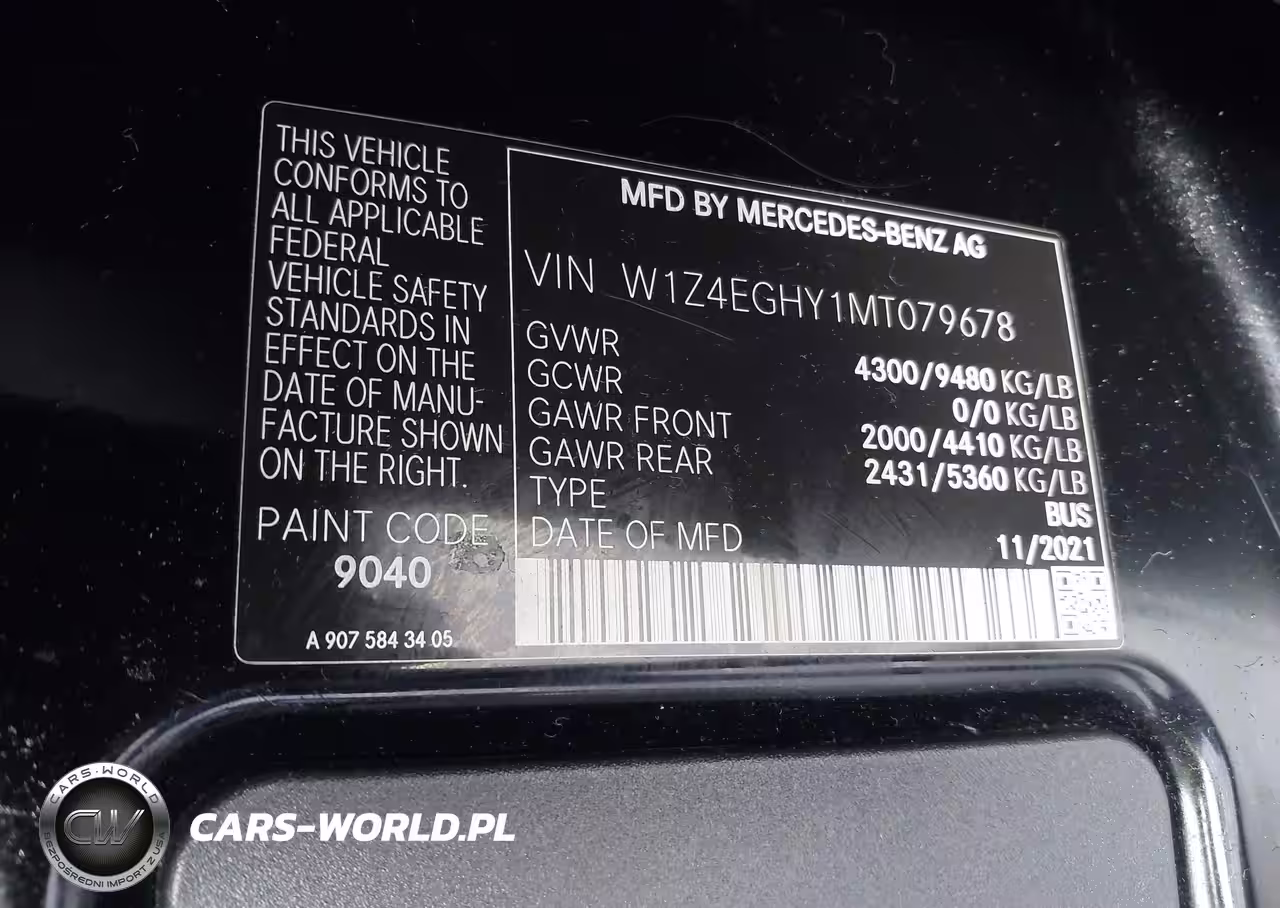 THIS VEHICLE
CONFORMS TO
ALL APPLICABLE
FEDERAL
VEHICLE SAFETY
STANDARDS IN
EFFECT ON THE
DATE OF MANU-
FACTURE SHOWN
ON THE RIGHT.
PAINT CODE
9040
A 907 584 34 05
MFD BY MERCEDES-BENZ AG
VIN W1Z4EGHY1MT079678
GVWR 4300/9480 KG/LB
GCWR 0/0 KG/LB
GAWR FRONT 2000/4410 KG/LB
GAWR REAR 2431/5360 KG/LB
TYPE BUS
DATE OF MFD 11/2021
CARS-WORLD
CW
BEZPOŚREDNI IMPORT Z USA
CARS-WORLD.PL